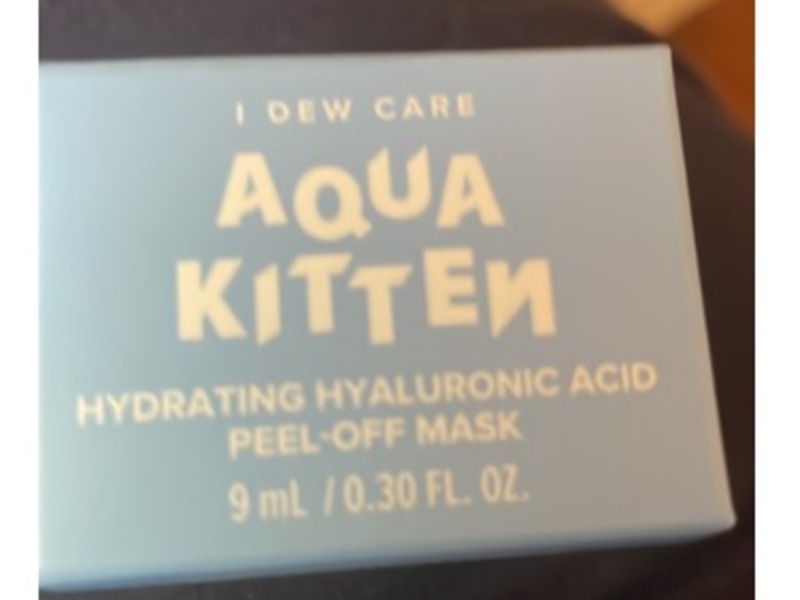 I DEW CARE
AQUA
KITTEN
HYDRATING HYALURONIC ACID
PEEL-OFF MASK
9 mL / 0.30 FL. OZ.